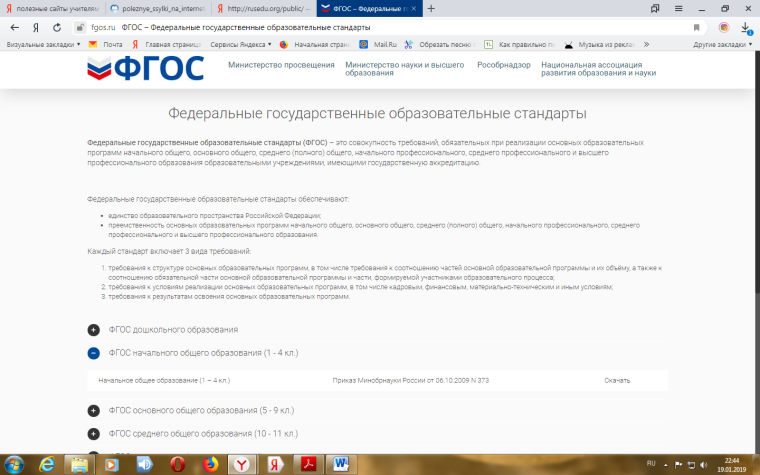 полезные сайты учителям
poleznye_ssylki_na_internet
http://rusedu.org/public/
ФГОС – Федеральные го
fgos.ru
ФГОС – Федеральные государственные образовательные стандарты
Визуальные закладки
Почта
Главная страница
Сервисы Яндекса
Начальная стран
Mail.Ru
Обрезать песню
Как правильно п
Музыка из реклам
Другие закладки
ФГОС
Министерство просвещения
Министерство науки и высшего
образования
Рособрнадзор
Национальная ассоциация
развития образования и науки
Федеральные государственные образовательные стандарты
Федеральные государственные образовательные стандарты (ФГОС) – это совокупность требований, обязательных при реализации основных образовательных
программ начального общего, основного общего, среднего (полного) общего, начального профессионального, среднего профессионального и высшего
профессионального образования образовательными учреждениями, имеющими государственную аккредитацию.
Федеральные государственные образовательные стандарты обеспечивают:
• единство образовательного пространства Российской Федерации;
• преемственность основных образовательных программ начального общего, основного общего, среднего (полного) общего, начального профессионального, среднего
профессионального и высшего профессионального образования.
Каждый стандарт включает 3 вида требований:
1. требования к структуре основных образовательных программ, в том числе требования к соотношению частей основной образовательной программы и их объёму, а также к
соотношению обязательной части основной образовательной программы и части, формируемой участниками образовательного процесса;
2. требования к условиям реализации основных образовательных программ, в том числе кадровым, финансовым, материально-техническим и иным условиям;
3. требования к результатам освоения основных образовательных программ
ФГОС дошкольного образования
ФГОС начального общего образования (1 - 4 кл.)
Начальное общее образование (1 – 4 кл.)
Приказ Минобрнауки России от 06.10.2009 N 373
Скачать
ФГОС основного общего образования (5 - 9 кл.)
ФГОС среднего общего образования (10 - 11 кл.)
RU
22:44
19.01.2019